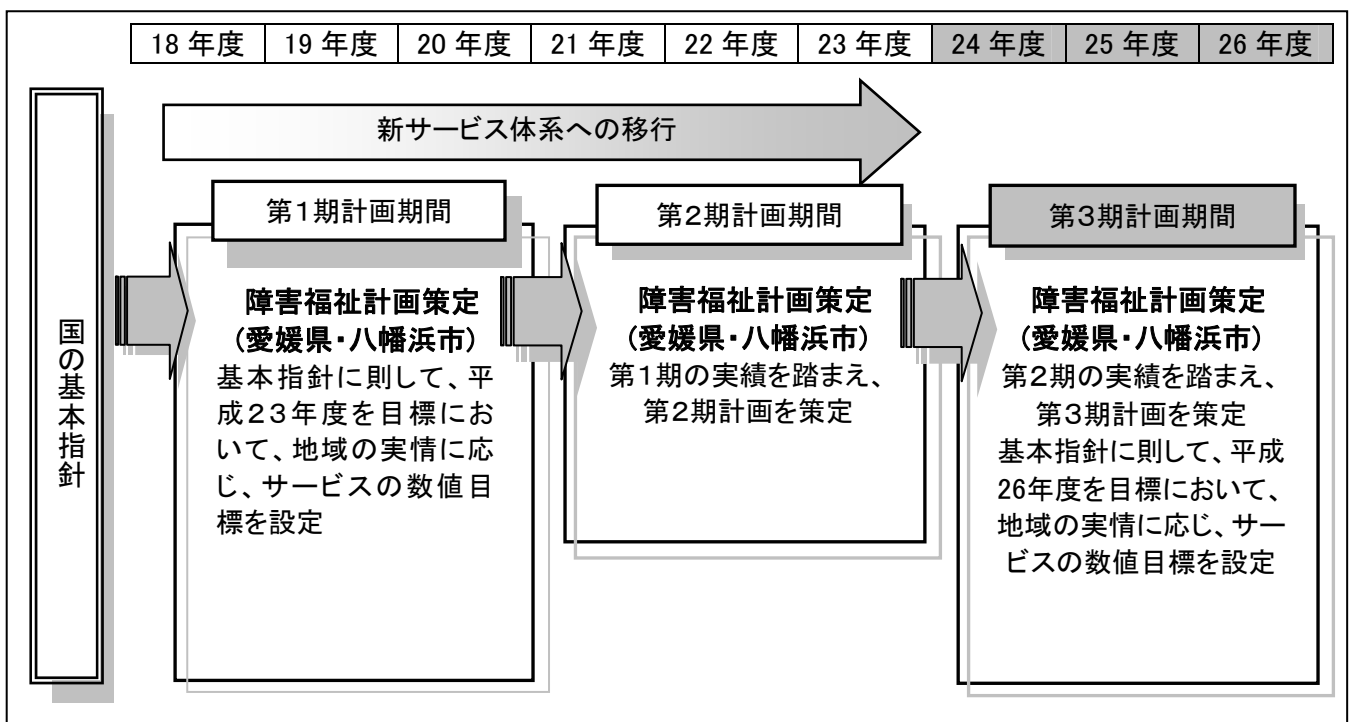 18 年度 19 年度 20 年度 21 年度 22 年度 23 年度 24 年度 25 年度 26 年度
新サービス体系への移行
国の基本指針
第1期計画期間
障害福祉計画策定
（愛媛県・八幡浜市）
基本指針に則して、平
成23年度を目標にお
いて、地域の実情に応
じ、サービスの数値目
標を設定
第2期計画期間
障害福祉計画策定
（愛媛県・八幡浜市）
第1期の実績を踏まえ、
第2期計画を策定
第3期計画期間
障害福祉計画策定
（愛媛県・八幡浜市）
第2期の実績を踏まえ、
第3期計画を策定
基本指針に則して、平成
26年度を目標において、
地域の実情に応じ、サー
ビスの数値目標を設定